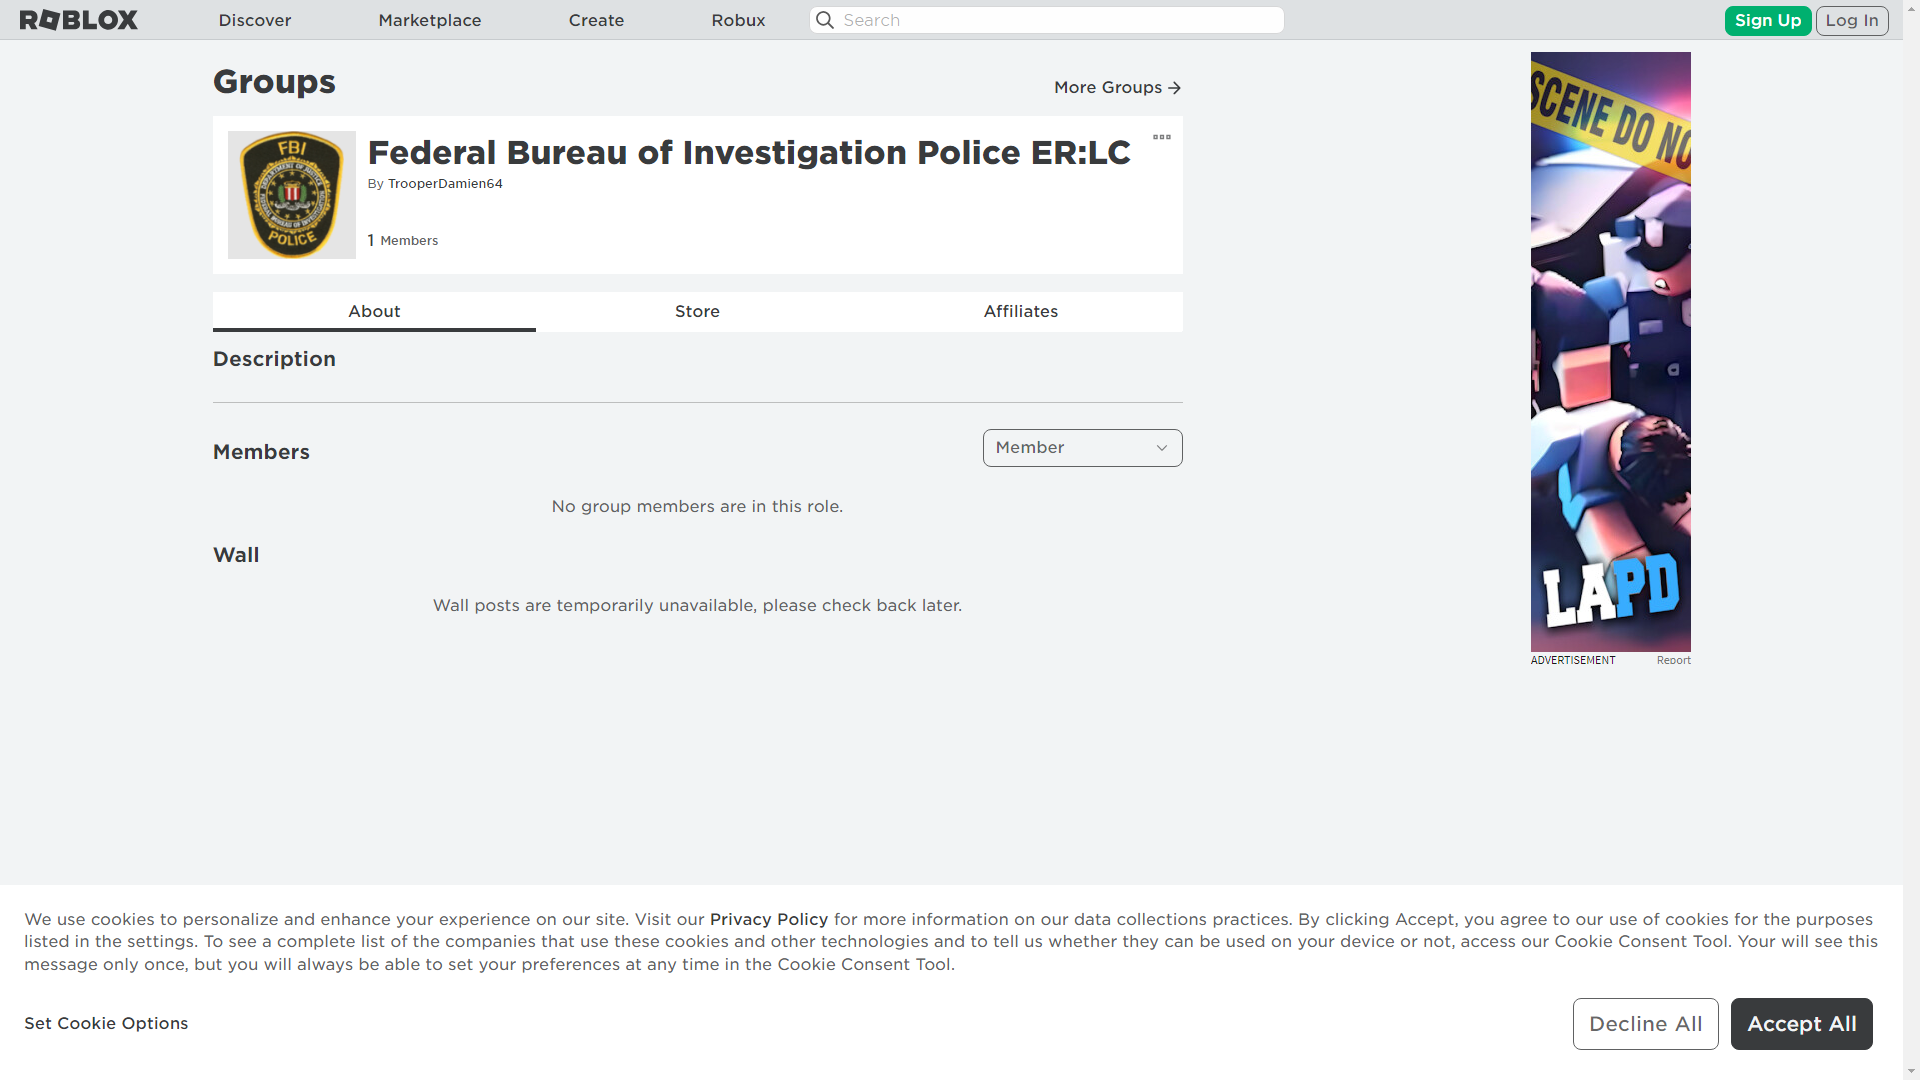 ROBLOX
Discover
Marketplace
Create
Robux
Search
Sign Up
Log In
Groups
More Groups
FBI
POLICE
Federal Bureau of Investigation Police ER:LC
By TrooperDamien64
1 Members
About
Store
Affiliates
Description
Members
Member
No group members are in this role.
Wall
Wall posts are temporarily unavailable, please check back later.
SCENE DO NO
LAPD
ADVERTISEMENT
Report
We use cookies to personalize and enhance your experience on our site. Visit our Privacy Policy for more information on our data collections practices. By clicking Accept, you agree to our use of cookies for the purposes
listed in the settings. To see a complete list of the companies that use these cookies and other technologies and to tell us whether they can be used on your device or not, access our Cookie Consent Tool. Your will see this
message only once, but you will always be able to set your preferences at any time in the Cookie Consent Tool.
Set Cookie Options
Decline All
Accept All